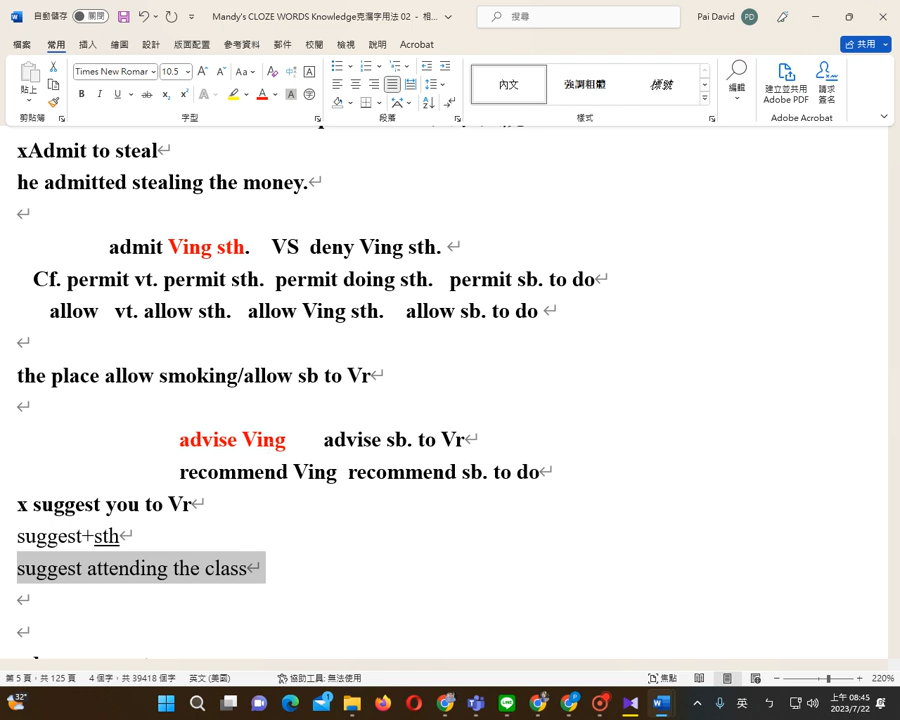 自動儲存 關閉 Mandy's CLOZE WORDS Knowledge克漏字用法 02 - 相... 搜尋 Pai David PD
檔案 常用 插入 繪圖 設計 版面配置 參考資料 郵件 校閱 檢視 說明 Acrobat 共用
貼上 Times New Romar 10.5 內文 強調粗體 標號 編輯 建立並共用 Adobe PDF 請求簽名
剪貼簿 字型 段落 樣式 Adobe Acrobat
xAdmit to steal
he admitted stealing the money.
admit Ving sth. VS deny Ving sth.
Cf. permit vt. permit sth. permit doing sth. permit sb. to do
allow vt. allow sth. allow Ving sth. allow sb. to do
the place allow smoking/allow sb to Vr
advise Ving advise sb. to Vr
recommend Ving recommend sb. to do
x suggest you to Vr
suggest+sth
suggest attending the class
第 5 頁，共 125 頁 4 個字，共 39418 個字 英文 (美國) 協助工具: 無法使用 焦點 220%
32° 英 上午 08:45
2023/7/22